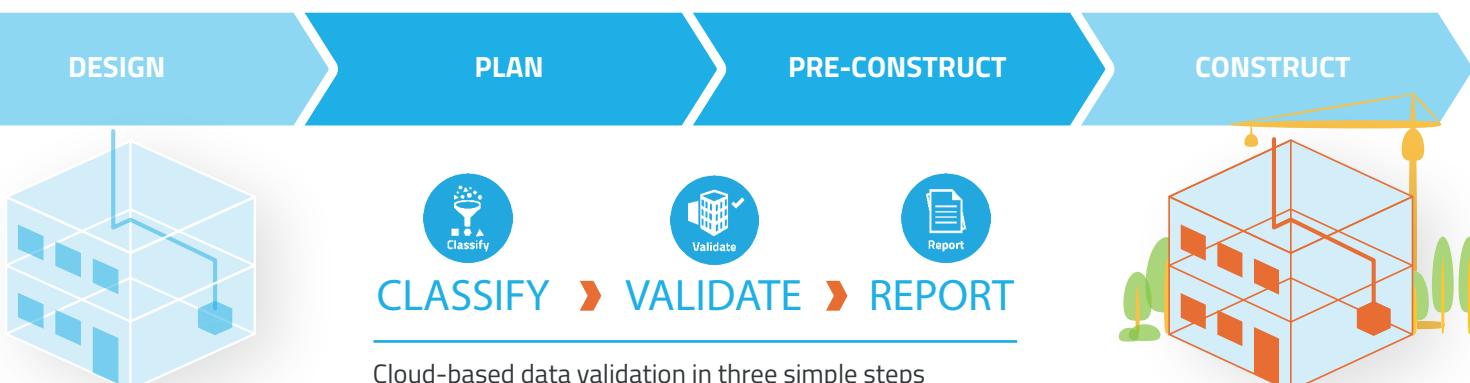 DESIGN
PLAN
PRE-CONSTRUCT
CONSTRUCT
Classify
Validate
Report
CLASSIFY
VALIDATE
REPORT
Cloud-based data validation in three simple steps